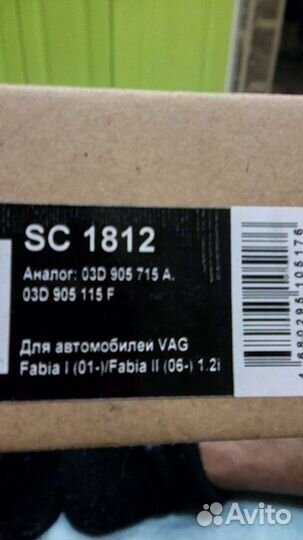 SC 1812
Аналог: 03D 905 715 A,
03D 905 115 F
Для автомобилей VAG
Fabia I (01-)/Fabia II (06-) 1.2i
4680295105176
Avito